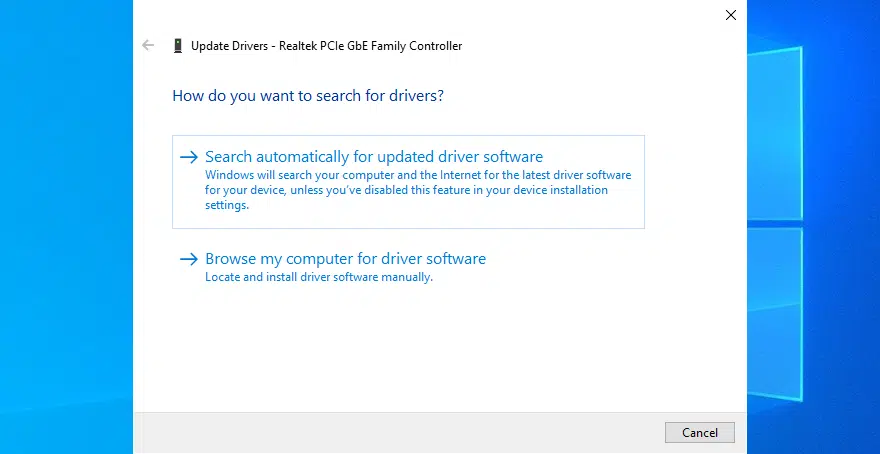 Update Drivers - Realtek PCIe GbE Family Controller
How do you want to search for drivers?
Search automatically for updated driver software
Windows will search your computer and the Internet for the latest driver software
for your device, unless you've disabled this feature in your device installation
settings.
Browse my computer for driver software
Locate and install driver software manually.
Cancel